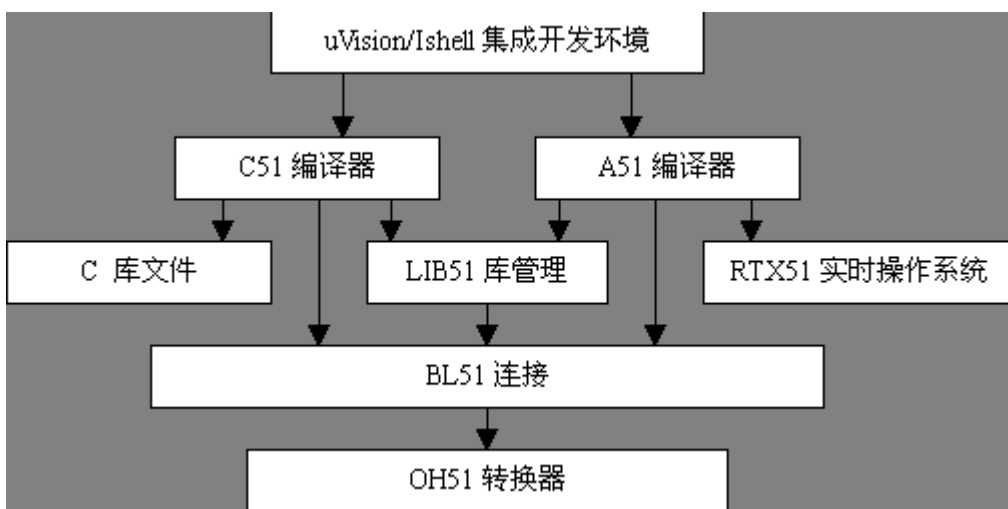 uVision/Ishell 集成开发环境
C51 编译器
A51 编译器
C 库文件
LIB51 库管理
RTX51 实时操作系统
BL51 连接
OH51 转换器